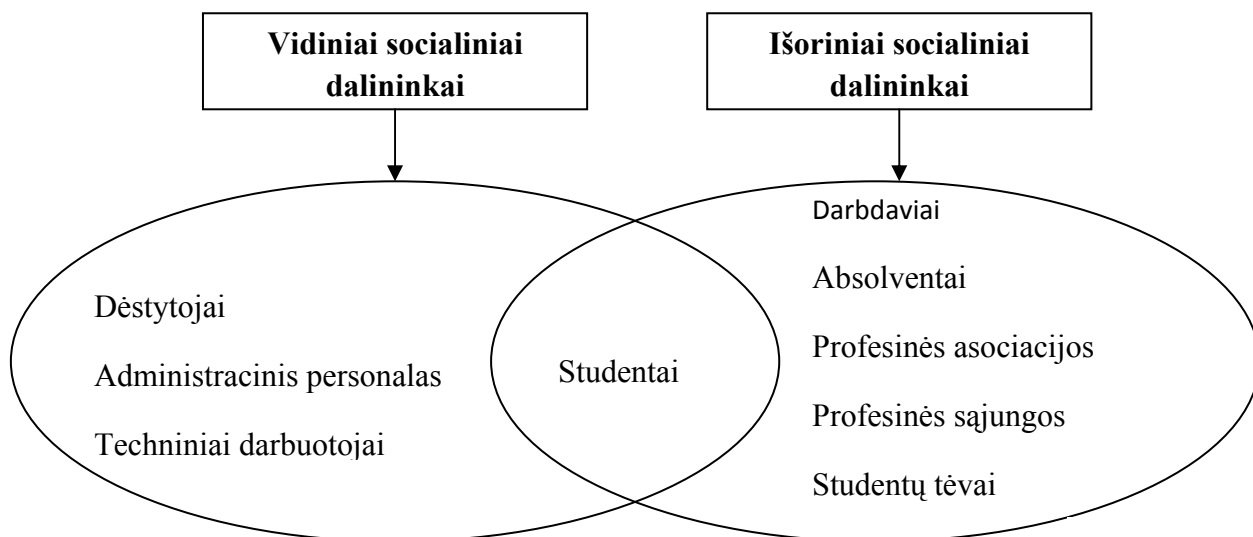 Vidiniai socialiniai
dalininkai
Išoriniai socialiniai
dalininkai
Dėstytojai
Administracinis personalas
Techniniai darbuotojai
Studentai
Darbdaviai
Absolventai
Profesinės asociacijos
Profesinės sąjungos
Studentų tėvai